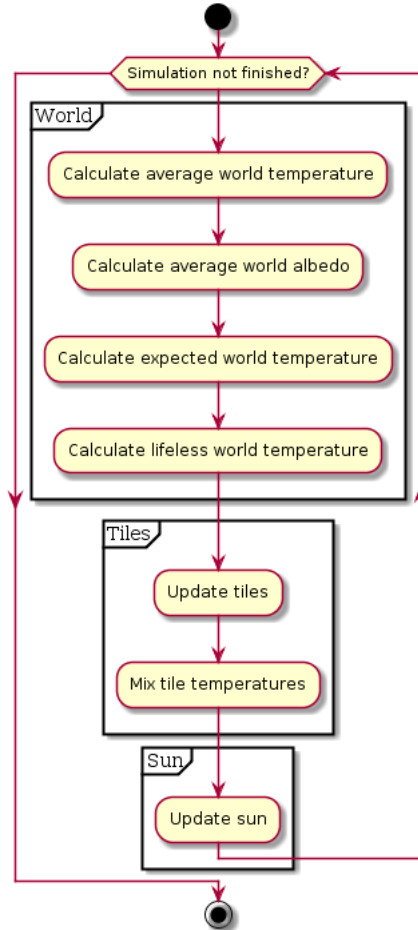 Simulation not finished?
World
Calculate average world temperature
Calculate average world albedo
Calculate expected world temperature
Calculate lifeless world temperature
Tiles
Update tiles
Mix tile temperatures
Sun
Update sun